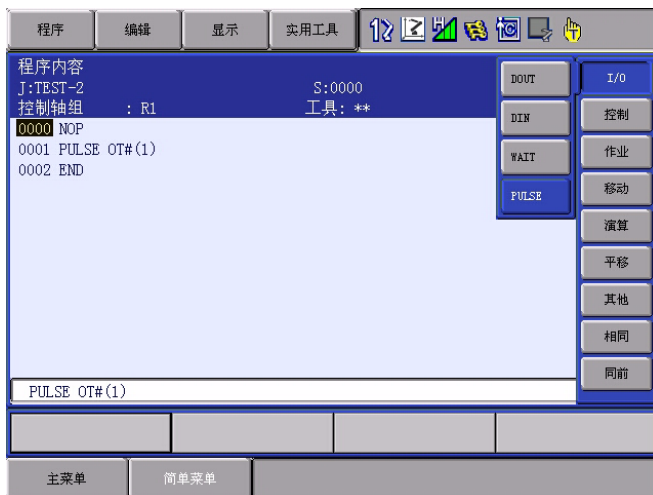 程序 编辑 显示 实用工具
程序内容
J:TEST-2 S:0000
控制轴组 : R1 工具: **
0000 NOP
0001 PULSE OT#(1)
0002 END
DOUT
DIN
WAIT
PULSE
I/O
控制
作业
移动
演算
平移
其他
相同
同前
PULSE OT#(1)
主菜单 简单菜单